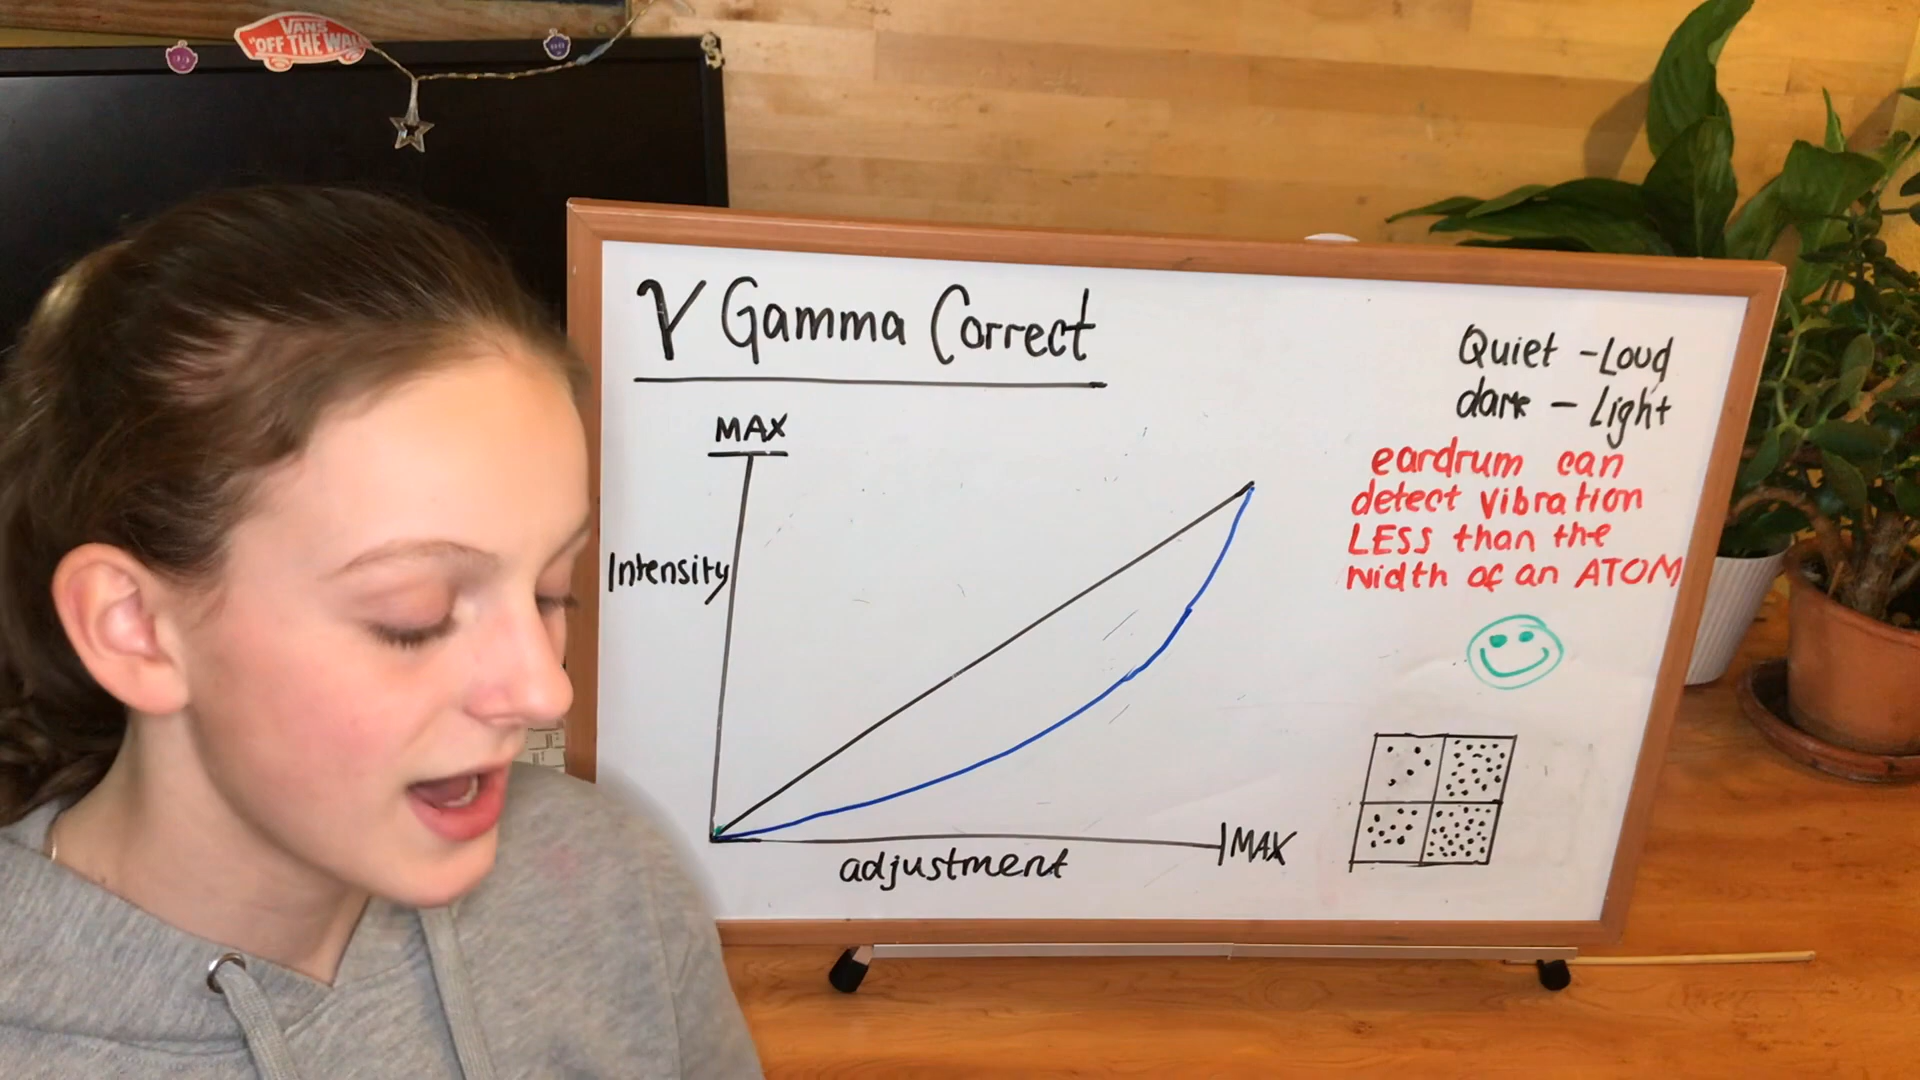 VANS
"OFF THE WAL
γ Gamma Correct
Quiet - Loud
dark - Light
MAX
eardrum can
detect vibration
LESS than the
width of an ATOM
Intensity
MAX
adjustment